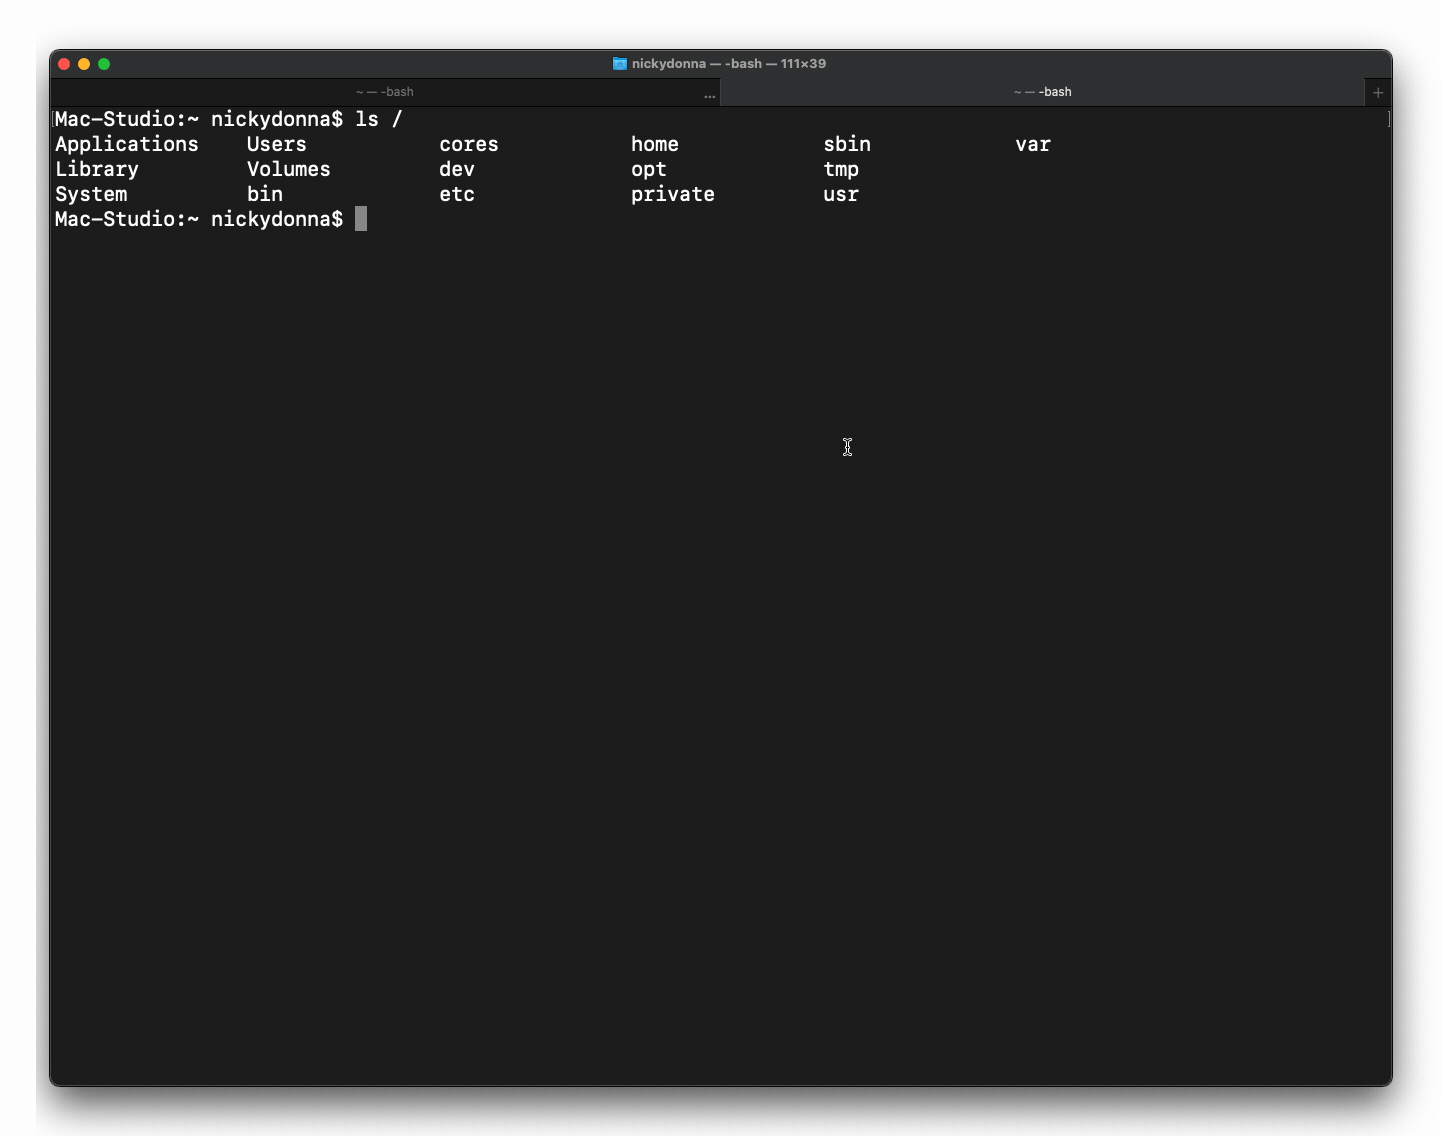 nickydonna — -bash — 111×39
~ — -bash ... ~ — -bash +
Mac-Studio:~ nickydonna$ ls /
Applications Users cores home sbin var
Library Volumes dev opt tmp
System bin etc private usr
Mac-Studio:~ nickydonna$